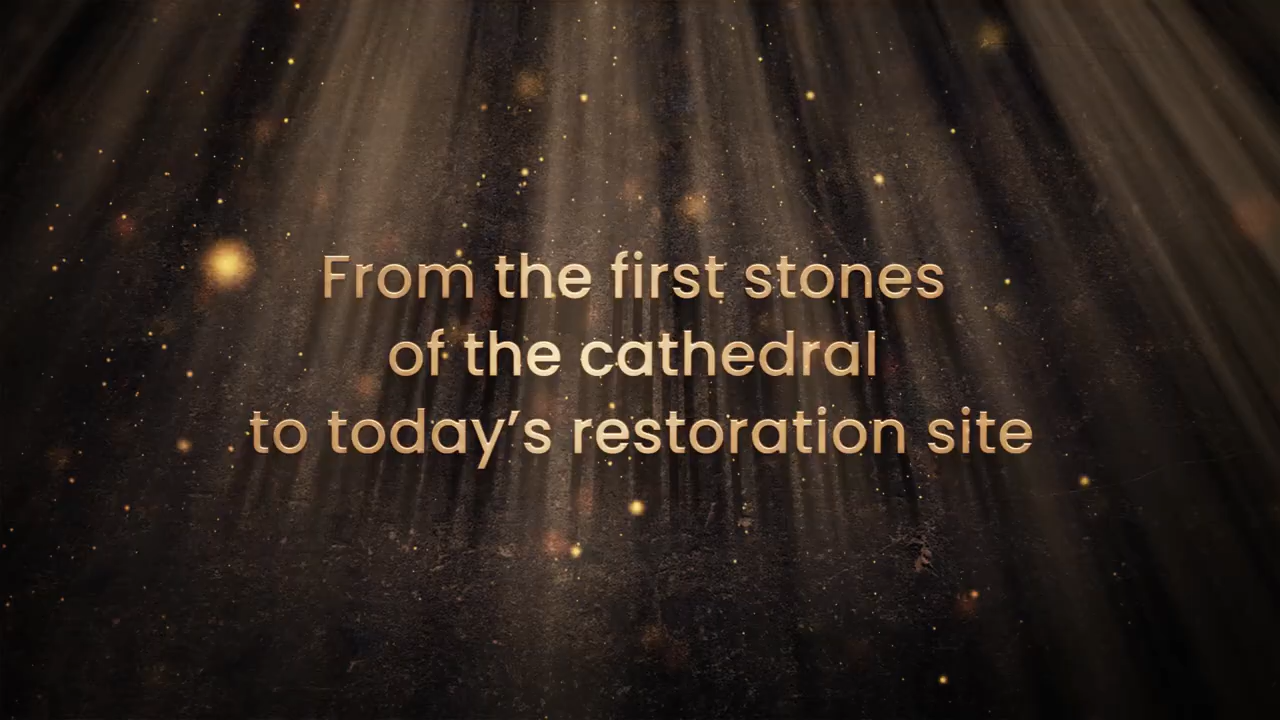 From the first stones
of the cathedral
to today’s restoration site